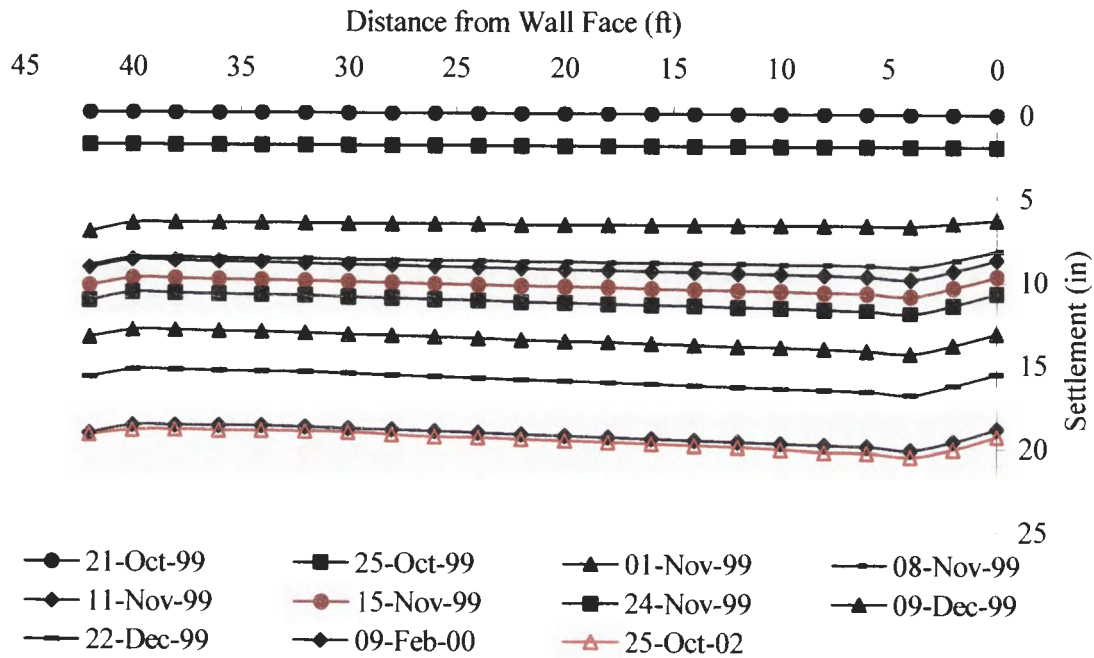 Distance from Wall Face (ft)
45 40 35 30 25 20 15 10 5 0
0
5
10
15
20
25
Settlement (in)
21-Oct-99 25-Oct-99 01-Nov-99 08-Nov-99
11-Nov-99 15-Nov-99 24-Nov-99 09-Dec-99
22-Dec-99 09-Feb-00 25-Oct-02